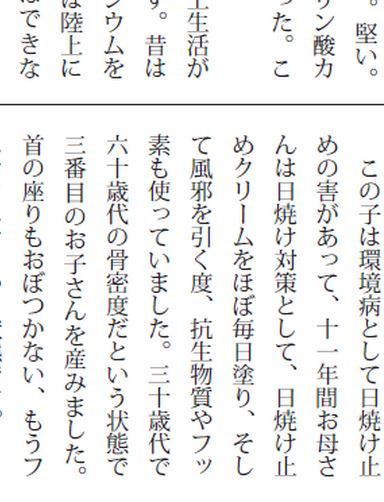 。堅い。
リン酸カ
った。こ
上生活が
す。昔は
シウムを
は陸上に
はできな
この子は環境病として日焼け止
めの害があって、十一年間お母さ
んは日焼け対策として、日焼け止
めクリームをほぼ毎日塗り、そし
て風邪を引く度、抗生物質やフッ
素も使っていました。三十歳代で
六十歳代の骨密度だという状態で
三番目のお子さんを産みました。
首の座りもおぼつかない、もうフ